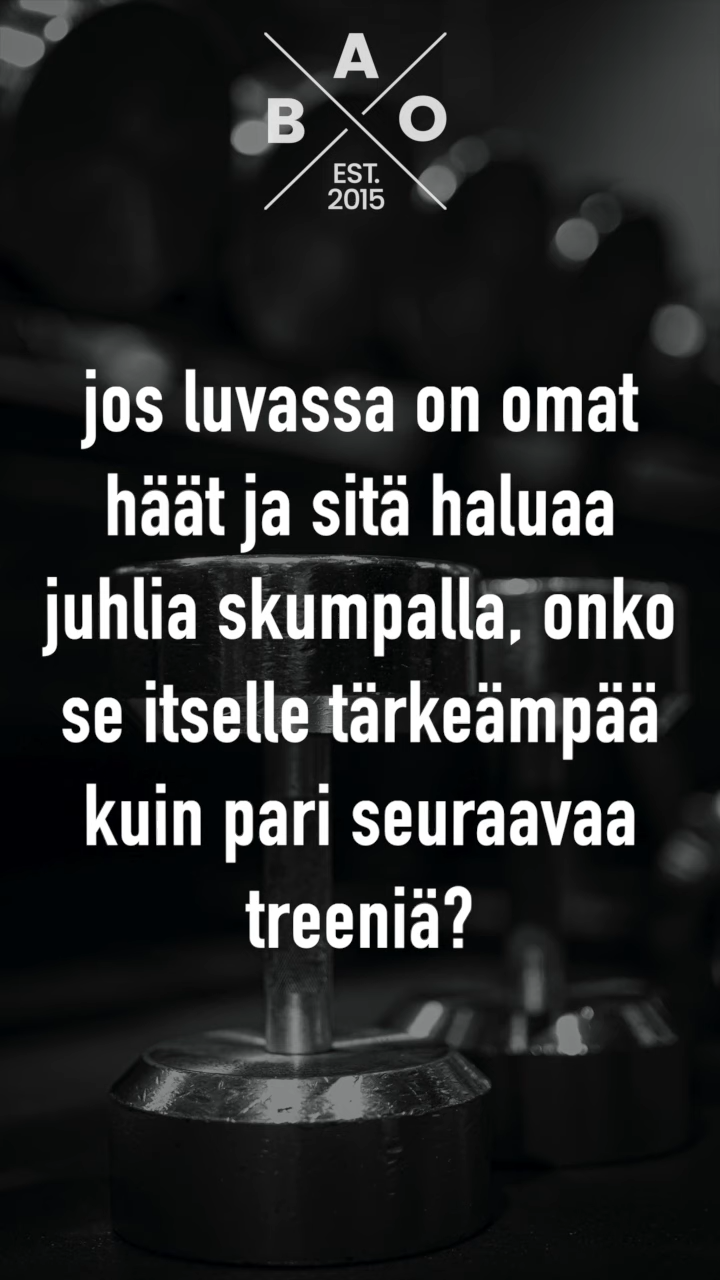 A
B O
EST.
2015
jos luvassa on omat
häät ja sitä haluaa
juhlia skumpalla, onko
se itselle tärkeämpää
kuin pari seuraavaa
treeniä?